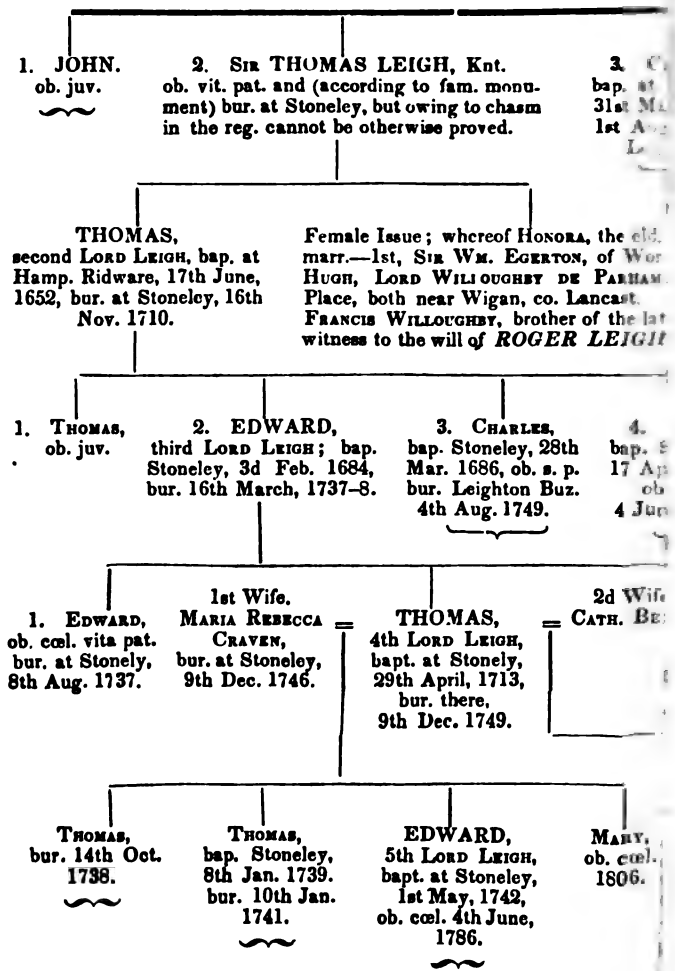 1. JOHN.
ob. juv.
2. Sir THOMAS LEIGH, Knt.
ob. vit. pat. and (according to fam. monu-
ment) bur. at Stoneley, but owing to chasm
in the reg. cannot be otherwise proved.
3.
bap. at
31st
1st
THOMAS,
second Lord Leigh, bap. at
Hamp. Ridware, 17th June,
1652, bur. at Stoneley, 16th
Nov. 1710.
Female Issue; whereof Honora, the eld.
marr.—1st, Sir Wm. Egerton, of Wor
Hugh, Lord Willoughby de Parham
Place, both near Wigan, co. Lancast.
Francis Willoughby, brother of the lat
witness to the will of ROGER LEIGH
1. Thomas,
ob. juv.
2. EDWARD,
third Lord Leigh; bap.
Stoneley, 3d Feb. 1684,
bur. 16th March, 1737-8.
3. Charles,
bap. Stoneley, 28th
Mar. 1686, ob. s. p.
bur. Leighton Buz.
4th Aug. 1749.
4.
bap. S
17 Ap
ob
4 Jun
1. Edward,
ob. cœl. vita pat.
bur. at Stonely,
8th Aug. 1737.
1st Wife.
Maria Rebecca
Craven,
bur. at Stoneley,
9th Dec. 1746.
=
THOMAS,
4th Lord Leigh,
bapt. at Stonely,
29th April, 1713,
bur. there,
9th Dec. 1749.
=
2d Wife
Cath. Be
Thomas,
bur. 14th Oct.
1738.
Thomas,
bap. Stoneley,
8th Jan. 1739.
bur. 10th Jan.
1741.
EDWARD,
5th Lord Leigh,
bapt. at Stoneley,
1st May, 1742,
ob. cœl. 4th June,
1786.
Mary,
ob. cœl.
1806.